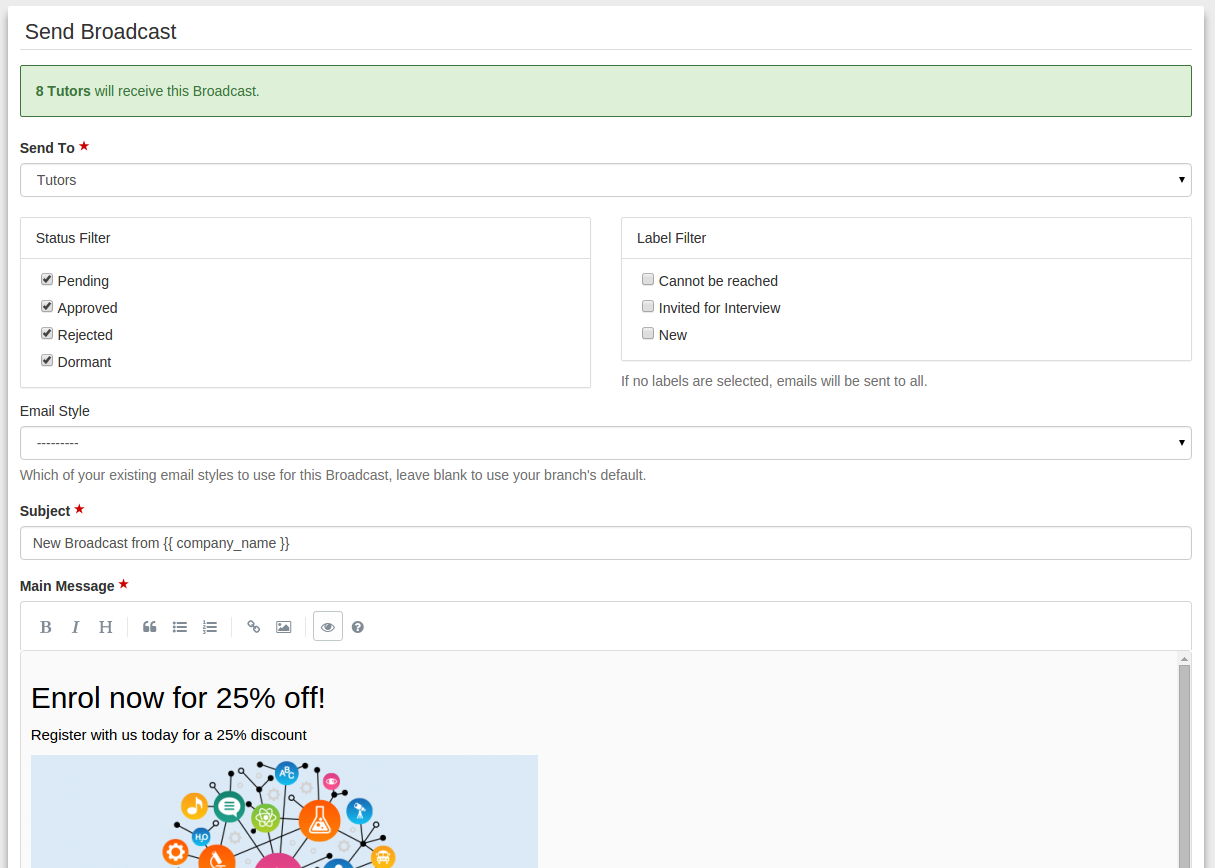 Send Broadcast
8 Tutors will receive this Broadcast.
Send To ★
Tutors
Status Filter
Pending
Approved
Rejected
Dormant
Label Filter
Cannot be reached
Invited for Interview
New
If no labels are selected, emails will be sent to all.
Email Style
---------
Which of your existing email styles to use for this Broadcast, leave blank to use your branch's default.
Subject ★
New Broadcast from {{ company_name }}
Main Message ★
B I H
Enrol now for 25% off!
Register with us today for a 25% discount
ABC
H2O